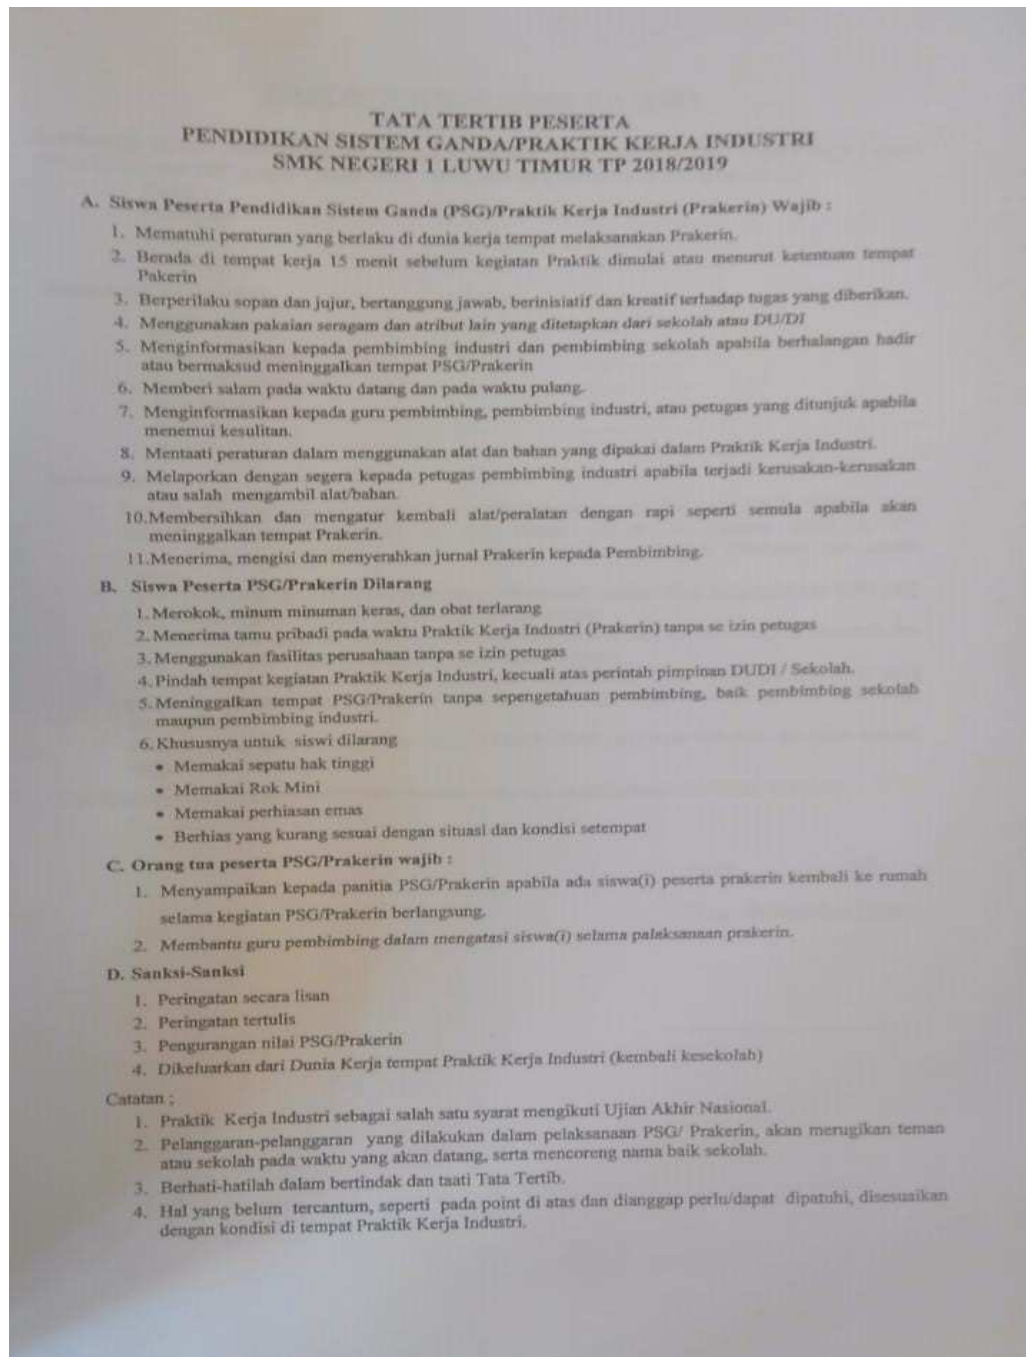 TATA TERTIB PESERTA
PENDIDIKAN SISTEM GANDA/PRAKTIK KERJA INDUSTRI
SMK NEGERI 1 LUWU TIMUR TP 2018/2019
A. Siswa Peserta Pendidikan Sistem Ganda (PSG)/Praktik Kerja Industri (Prakerin) Wajib :
1. Mematuhi peraturan yang berlaku di dunia kerja tempat melaksanakan Prakerin.
2. Berada di tempat kerja 15 menit sebelum kegiatan Praktik dimulai atau menurut ketentuan tempat
Pakerin
3. Berperilaku sopan dan jujur, bertanggung jawab, berinisiatif dan kreatif terhadap tugas yang diberikan.
4. Menggunakan pakaian seragam dan atribut lain yang ditetapkan dari sekolah atau DU/DI
5. Menginformasikan kepada pembimbing industri dan pembimbing sekolah apabila berhalangan hadir
atau bermaksud meninggalkan tempat PSG/Prakerin
6. Memberi salam pada waktu datang dan pada waktu pulang.
7. Menginformasikan kepada guru pembimbing, pembimbing industri, atau petugas yang ditunjuk apabila
menemui kesulitan.
8. Mentaati peraturan dalam menggunakan alat dan bahan yang dipakai dalam Praktik Kerja Industri.
9. Melaporkan dengan segera kepada petugas pembimbing industri apabila terjadi kerusakan-kerusakan
atau salah mengambil alat/bahan.
10.Membersihkan dan mengatur kembali alat/peralatan dengan rapi seperti semula apabila akan
meninggalkan tempat Prakerin.
11.Menerima, mengisi dan menyerahkan jurnal Prakerin kepada Pembimbing.
B. Siswa Peserta PSG/Prakerin Dilarang
1. Merokok, minum minuman keras, dan obat terlarang
2. Menerima tamu pribadi pada waktu Praktik Kerja Industri (Prakerin) tanpa se izin petugas
3. Menggunakan fasilitas perusahaan tanpa se izin petugas
4. Pindah tempat kegiatan Praktik Kerja Industri, kecuali atas perintah pimpinan DUDI / Sekolah.
5. Meninggalkan tempat PSG/Prakerin tanpa sepengetahuan pembimbing, baik pembimbing sekolah
maupun pembimbing industri.
6. Khususnya untuk siswi dilarang
• Memakai sepatu hak tinggi
• Memakai Rok Mini
• Memakai perhiasan emas
• Berhias yang kurang sesuai dengan situasi dan kondisi setempat
C. Orang tua peserta PSG/Prakerin wajib :
1. Menyampaikan kepada panitia PSG/Prakerin apabila ada siswa(i) peserta prakerin kembali ke rumah
selama kegiatan PSG/Prakerin berlangsung.
2. Membantu guru pembimbing dalam mengatasi siswa(i) selama palaksanaan prakerin.
D. Sanksi-Sanksi
1. Peringatan secara lisan
2. Peringatan tertulis
3. Pengurangan nilai PSG/Prakerin
4. Dikeluarkan dari Dunia Kerja tempat Praktik Kerja Industri (kembali kesekolah)
Catatan ;
1. Praktik Kerja Industri sebagai salah satu syarat mengikuti Ujian Akhir Nasional.
2. Pelanggaran-pelanggaran yang dilakukan dalam pelaksanaan PSG/ Prakerin, akan merugikan teman
atau sekolah pada waktu yang akan datang, serta mencoreng nama baik sekolah.
3. Berhati-hatilah dalam bertindak dan taati Tata Tertib.
4. Hal yang belum tercantum, seperti pada point di atas dan dianggap perlu/dapat dipatuhi, disesuaikan
dengan kondisi di tempat Praktik Kerja Industri.